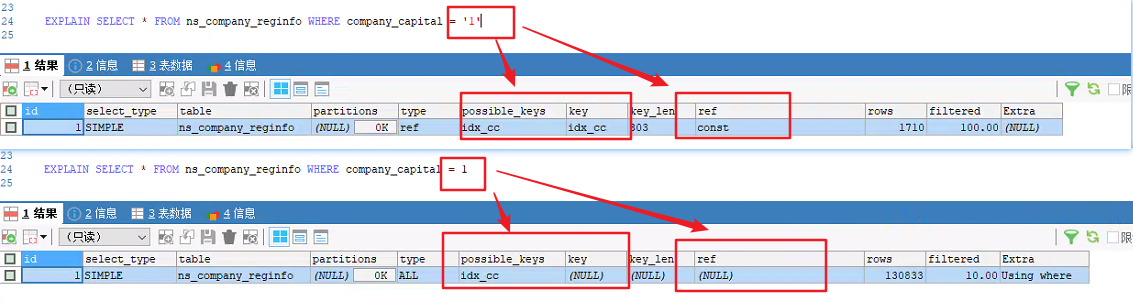 23
24 EXPLAIN SELECT * FROM ns_company_reginfo WHERE company_capital = '1'
25
1 结果 2 信息 3 表数据 4 信息
(只读) 限
id select_type table partitions type possible_keys key key_len ref rows filtered Extra
1 SIMPLE ns_company_reginfo (NULL) 0K ref idx_cc idx_cc 303 const 1710 100.00 (NULL)
23
24 EXPLAIN SELECT * FROM ns_company_reginfo WHERE company_capital = 1
25
1 结果 2 信息 3 表数据 4 信息
(只读) 限
id select_type table partitions type possible_keys key key_len ref rows filtered Extra
1 SIMPLE ns_company_reginfo (NULL) 0K ALL idx_cc (NULL) (NULL) (NULL) 130833 10.00 Using where